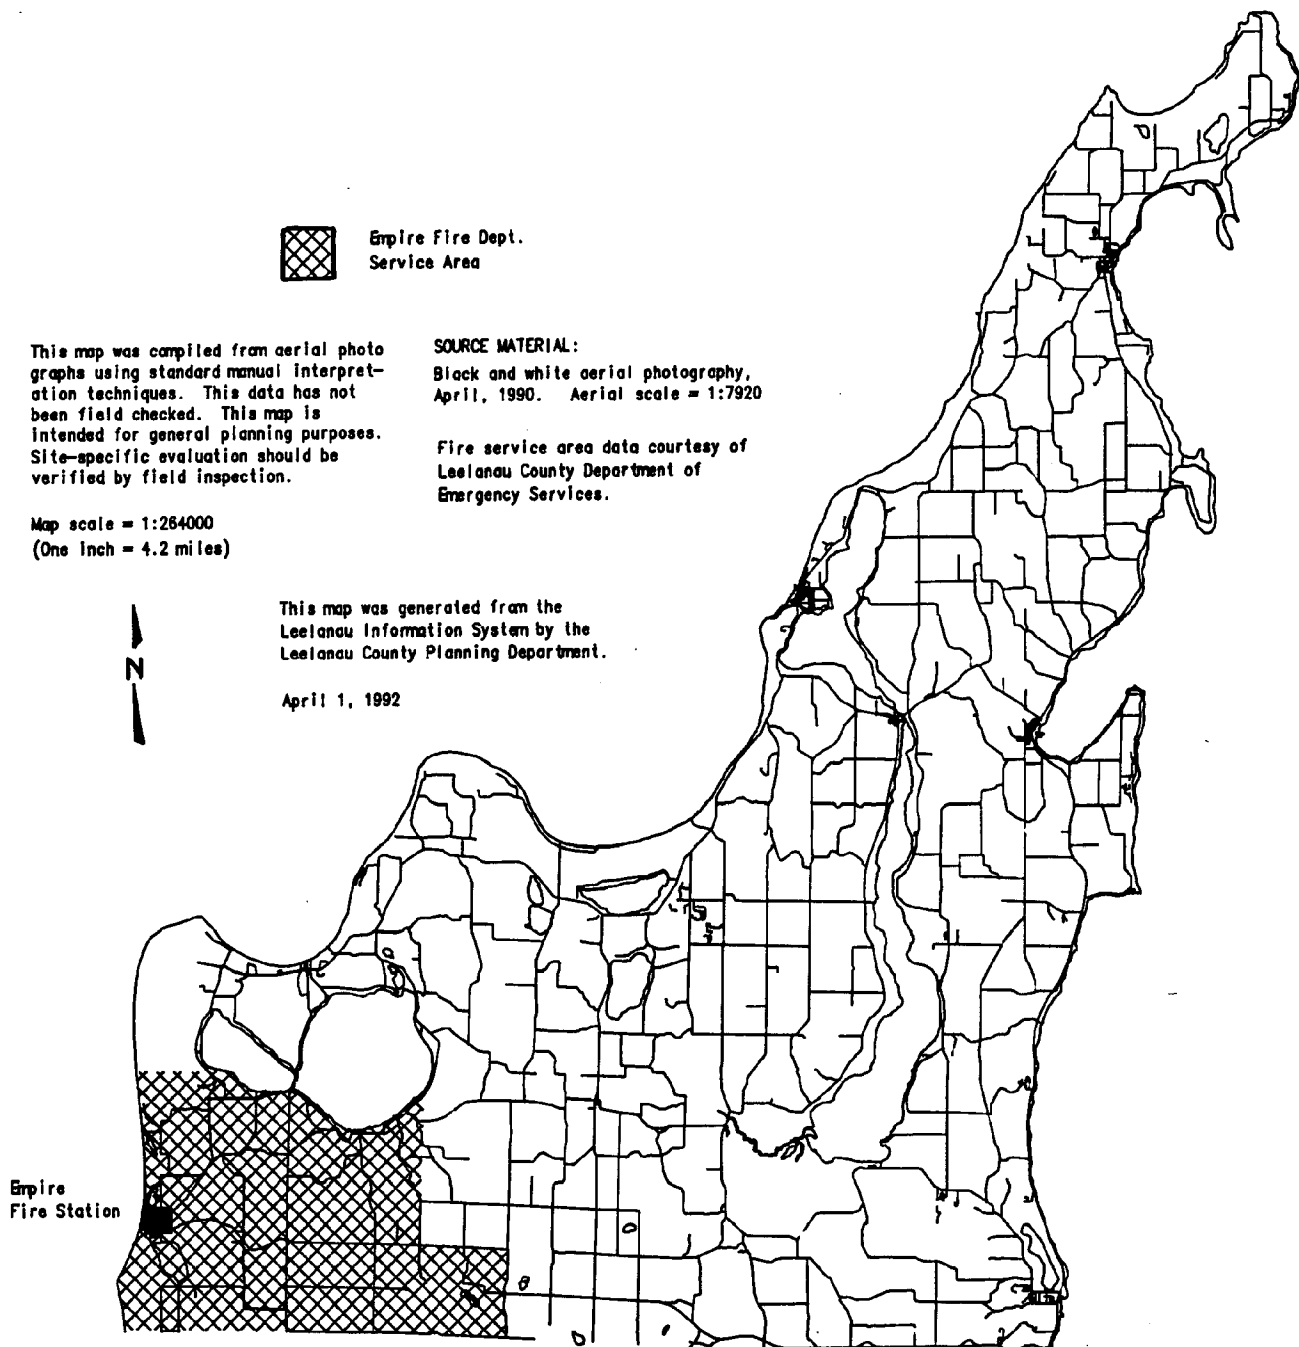 Empire Fire Dept.
Service Area
This map was compiled from aerial photo
graphs using standard manual interpret-
ation techniques. This data has not
been field checked. This map is
intended for general planning purposes.
Site-specific evaluation should be
verified by field inspection.
Map scale = 1:264000
(One inch = 4.2 miles)
SOURCE MATERIAL:
Black and white aerial photography,
April, 1990. Aerial scale = 1:7920
Fire service area data courtesy of
Leelanau County Department of
Emergency Services.
This map was generated from the
Leelanau Information System by the
Leelanau County Planning Department.
April 1, 1992
N
Empire
Fire Station